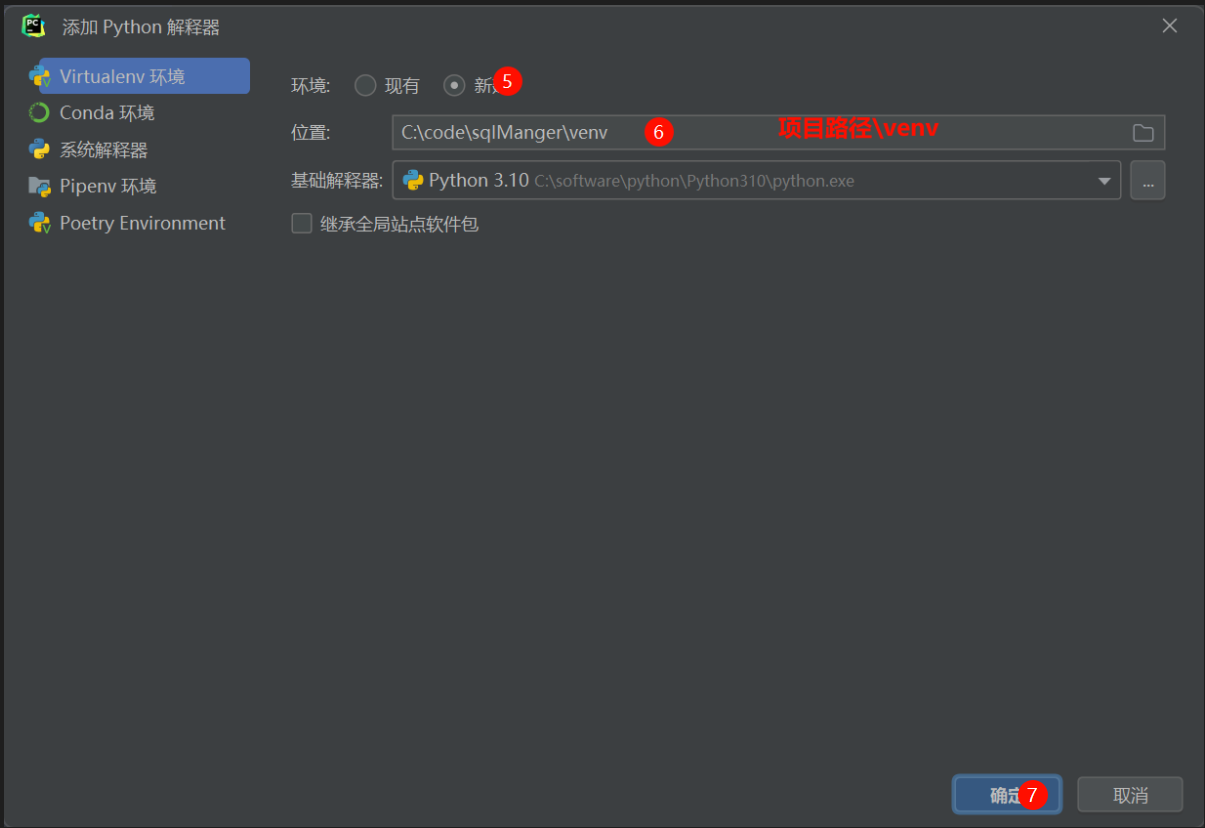 添加 Python 解释器
Virtualenv 环境
Conda 环境
系统解释器
Pipenv 环境
Poetry Environment
环境: 现有 新 5
位置: C:\code\sqlManger\venv 6 项目路径\venv
基础解释器: Python 3.10 C:\software\python\Python310\python.exe ...
继承全局站点软件包
确定 7 取消